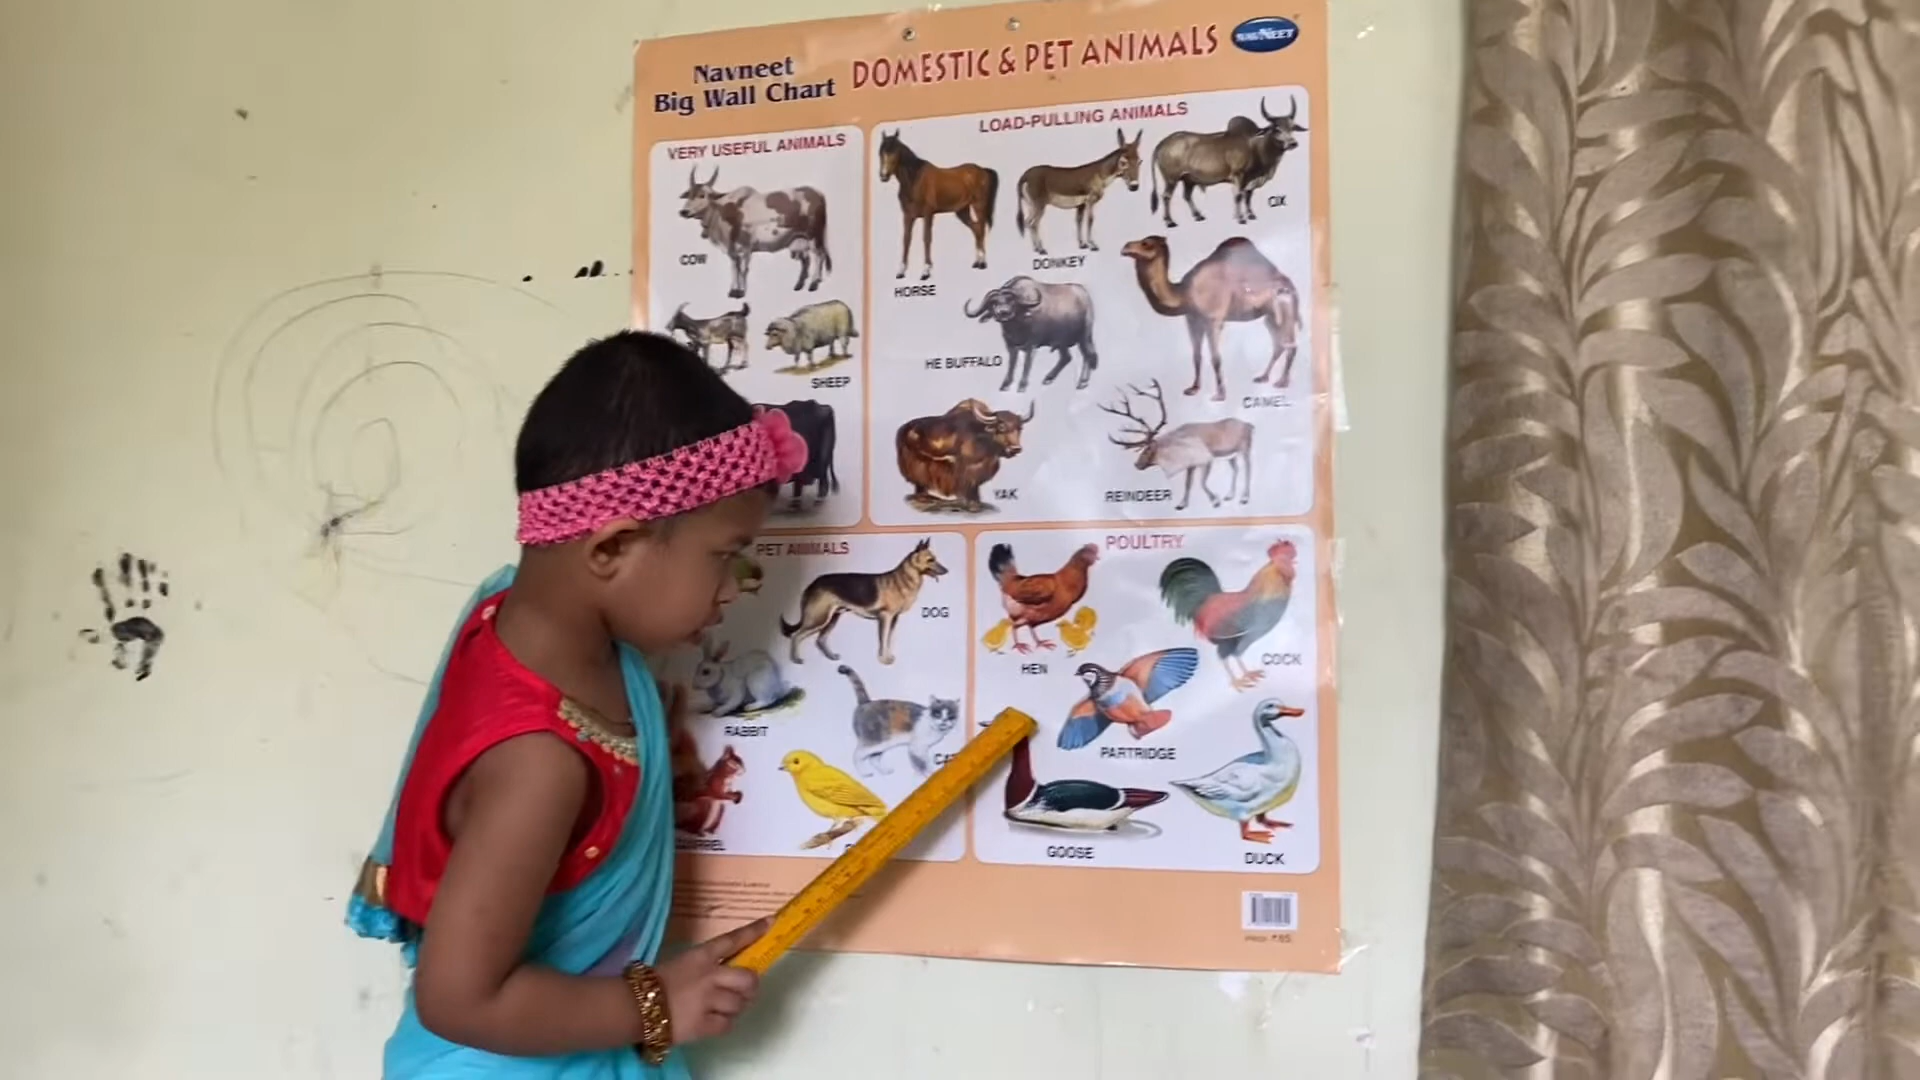 Navneet
Big Wall Chart
DOMESTIC & PET ANIMALS
NAVNEET
VERY USEFUL ANIMALS
COW
SHEEP
LOAD-PULLING ANIMALS
HORSE
DONKEY
OX
HE BUFFALO
CAMEL
YAK
REINDEER
PET ANIMALS
DOG
RABBIT
POULTRY
HEN
COCK
PARTRIDGE
GOOSE
DUCK